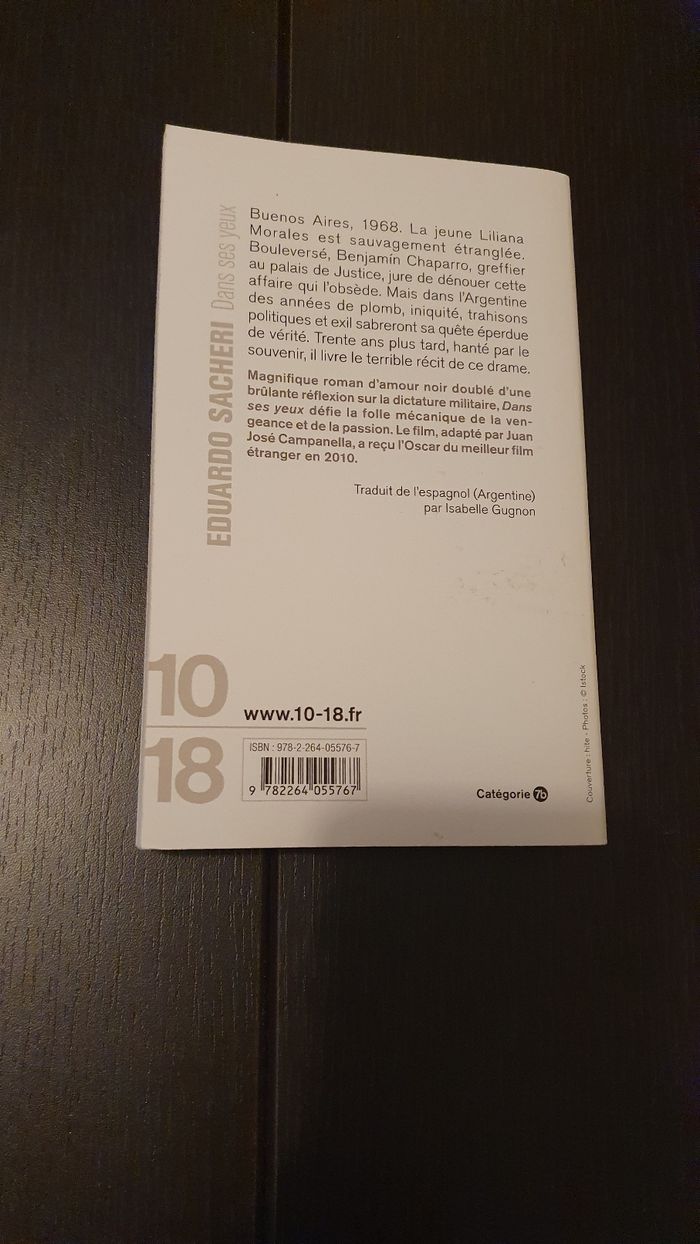 EDUARDO SACHERI Dans ses yeux
Buenos Aires, 1968. La jeune Liliana
Morales est sauvagement étranglée.
Bouleversé, Benjamín Chaparro, greffier
au palais de Justice, jure de dénouer cette
affaire qui l'obsède. Mais dans l'Argentine
des années de plomb, iniquité, trahisons
politiques et exil sabreront sa quête éperdue
de vérité. Trente ans plus tard, hanté par le
souvenir, il livre le terrible récit de ce drame.
Magnifique roman d'amour noir doublé d'une
brûlante réflexion sur la dictature militaire, Dans
ses yeux défie la folle mécanique de la ven-
geance et de la passion. Le film, adapté par Juan
José Campanella, a reçu l'Oscar du meilleur film
étranger en 2010.
Traduit de l'espagnol (Argentine)
par Isabelle Gugnon
10
18
www.10-18.fr
ISBN : 978-2-264-05576-7
9 782264 055767
Catégorie 7b
Couverture : hite - Photos : © Istock